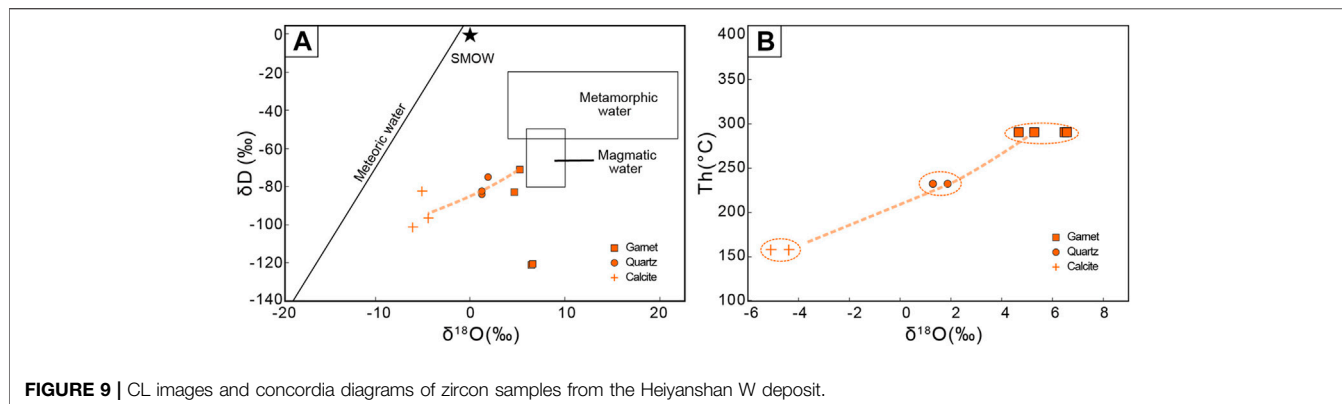 A
B
0
-20
-40
-60
-80
-100
-120
-140
δD (‰)
SMOW
Meteoric water
Metamorphic
water
Magmatic
water
Garnet
Quartz
Calcite
-20
-10
0
10
20
δ¹⁸O(‰)
400
300
250
200
150
100
Th(°C)
Garnet
Quartz
Calcite
-6
-4
-2
0
2
4
6
8
δ¹⁸O(‰)
FIGURE 9 | CL images and concordia diagrams of zircon samples from the Heiyanshan W deposit.